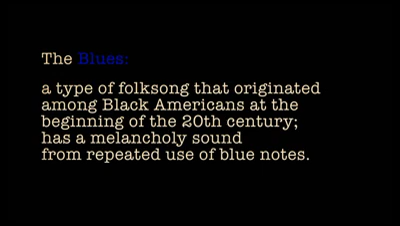 The Blues:
a type of folksong that originated
among Black Americans at the
beginning of the 20th century;
has a melancholy sound
from repeated use of blue notes.